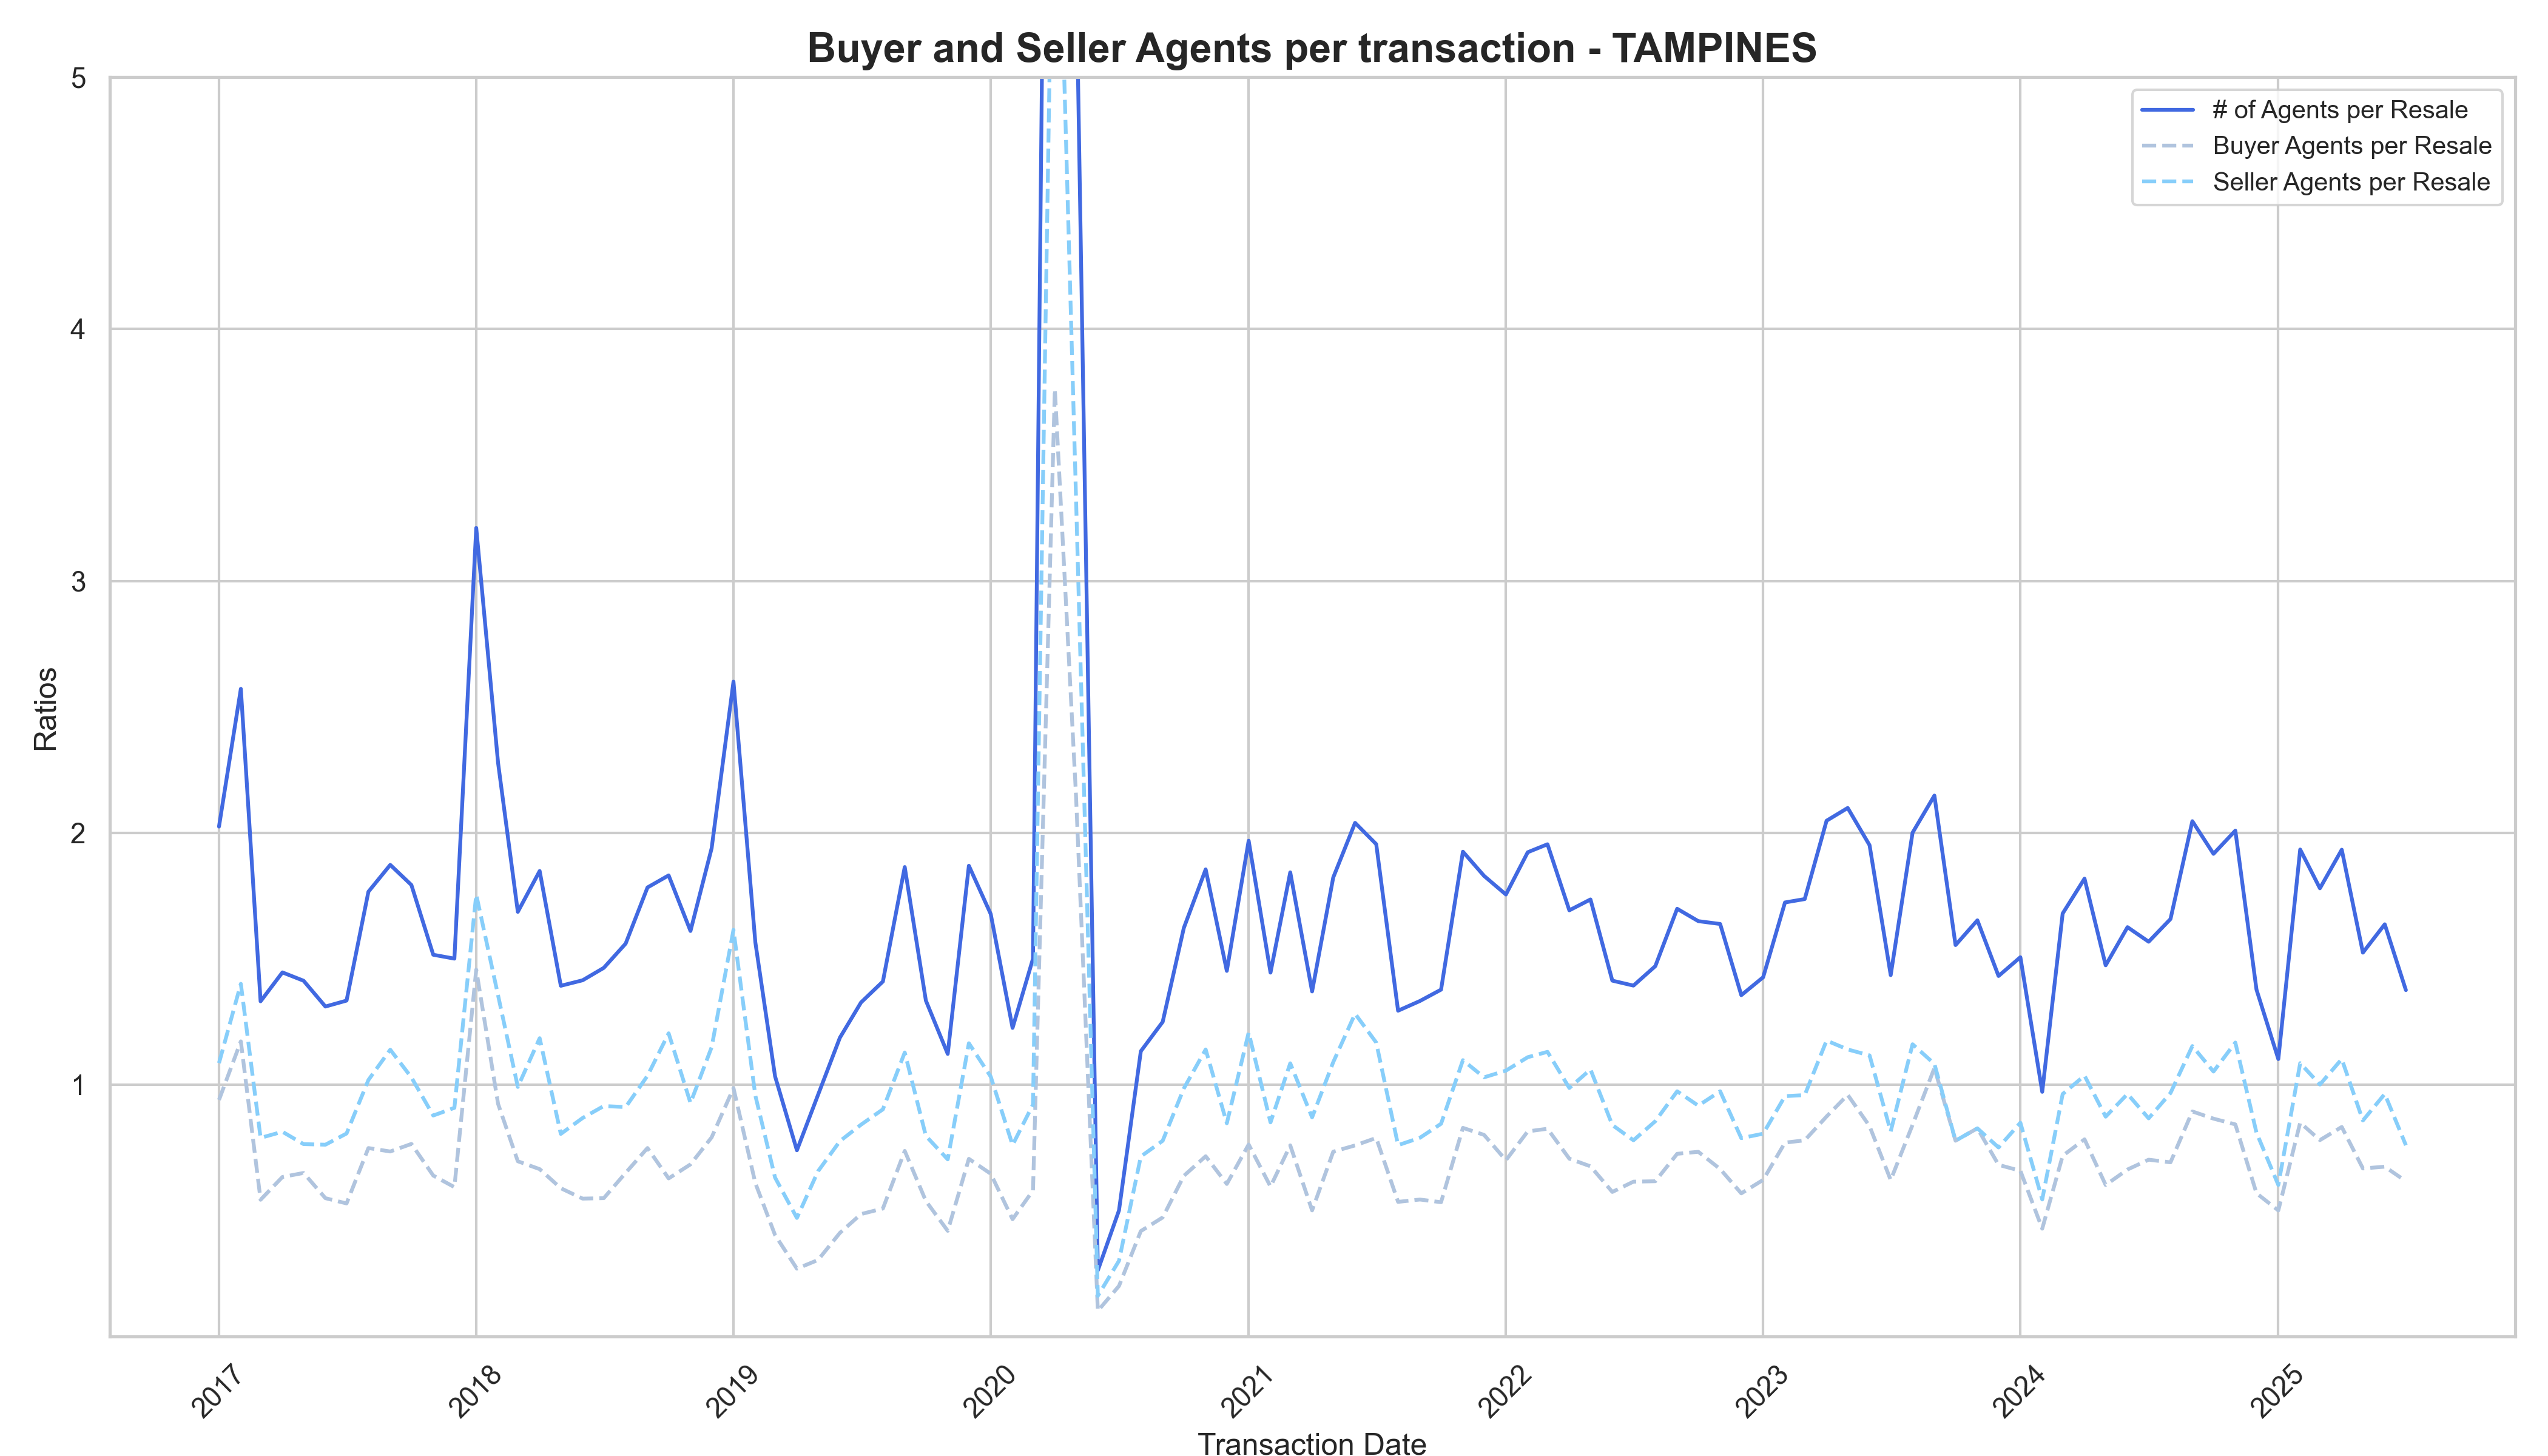 Buyer and Seller Agents per transaction - TAMPINES
5
4
3
2
1
Ratios
# of Agents per Resale
Buyer Agents per Resale
Seller Agents per Resale
2017
2018
2019
2020
2021
2022
2023
2024
2025
Transaction Date